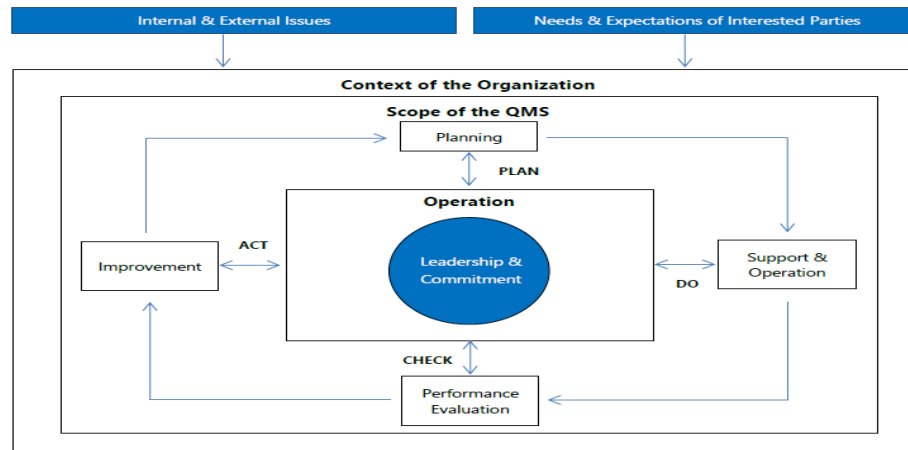 Internal & External Issues
Needs & Expectations of Interested Parties
Context of the Organization
Scope of the QMS
Planning
PLAN
Operation
Leadership &
Commitment
ACT
Improvement
Support &
Operation
DO
CHECK
Performance
Evaluation